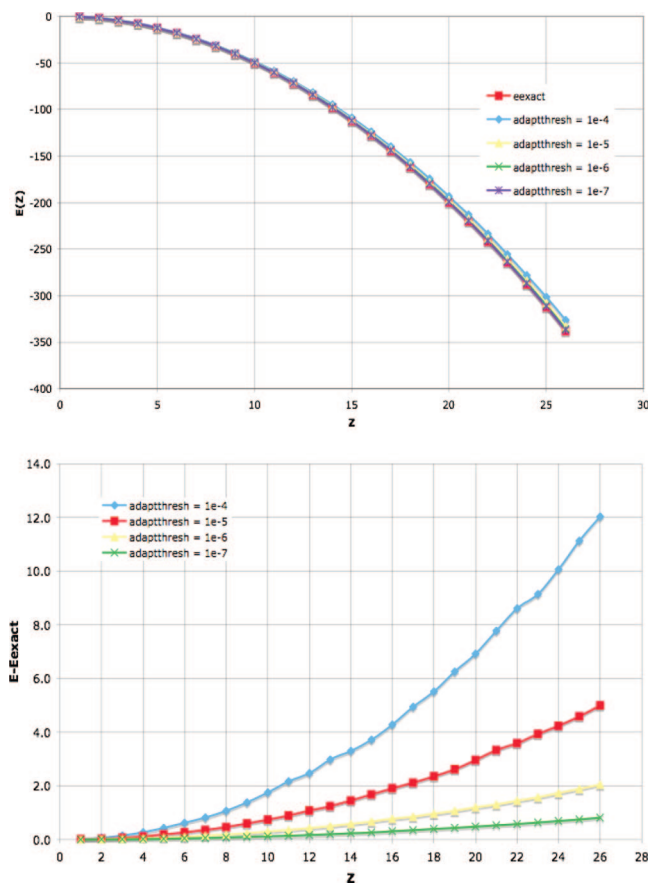 0
-50
-100
-150
-200
-250
-300
-350
-400
E(Z)
0 5 10 15 20 25 30
Z
eexact
adaptthresh = 1e-4
adaptthresh = 1e-5
adaptthresh = 1e-6
adaptthresh = 1e-7
14.0
12.0
10.0
8.0
6.0
4.0
2.0
0.0
E-Eexact
adaptthresh = 1e-4
adaptthresh = 1e-5
adaptthresh = 1e-6
adaptthresh = 1e-7
0 2 4 6 8 10 12 14 16 18 20 22 24 26 28
Z